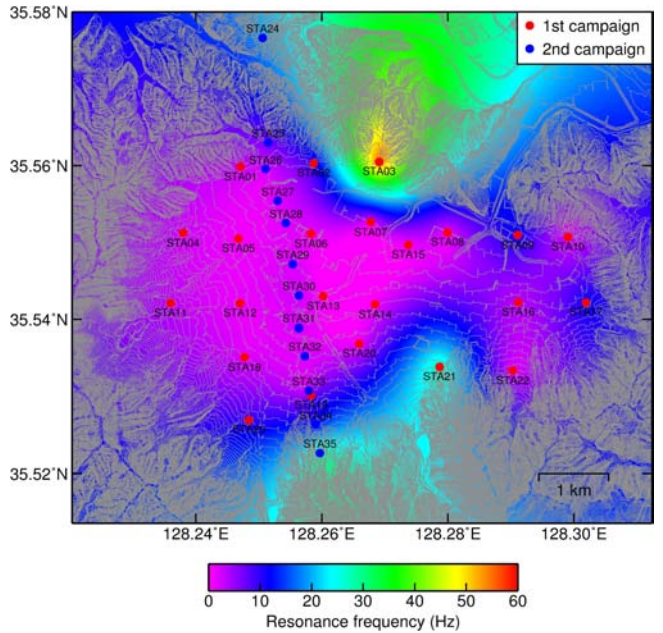 35.58°N
STA24
1st campaign
2nd campaign
STA25
35.56°N
STA26
STA01
STA02
STA03
STA27
STA28
STA04
STA05
STA06
STA07
STA08
STA09
STA10
STA15
STA29
STA30
STA11
STA12
STA13
STA14
STA16
STA17
35.54°N
STA31
STA32
STA18
STA20
STA21
STA22
STA33
STA35
35.52°N
1 km
128.24°E
128.26°E
128.28°E
128.30°E
0 10 20 30 40 50 60
Resonance frequency (Hz)